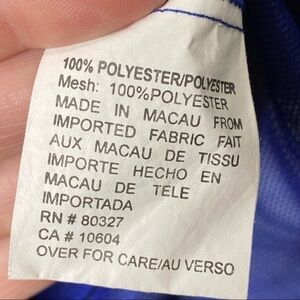 100% POLYESTER/POLYESTER
Mesh: 100%POLYESTER
MADE IN MACAU FROM
IMPORTED FABRIC FAIT
AUX MACAU DE TISSU
IMPORTE HECHO EN
MACAU DE TELE
IMPORTADA
RN # 80327
CA # 10604
OVER FOR CARE/AU VERSO